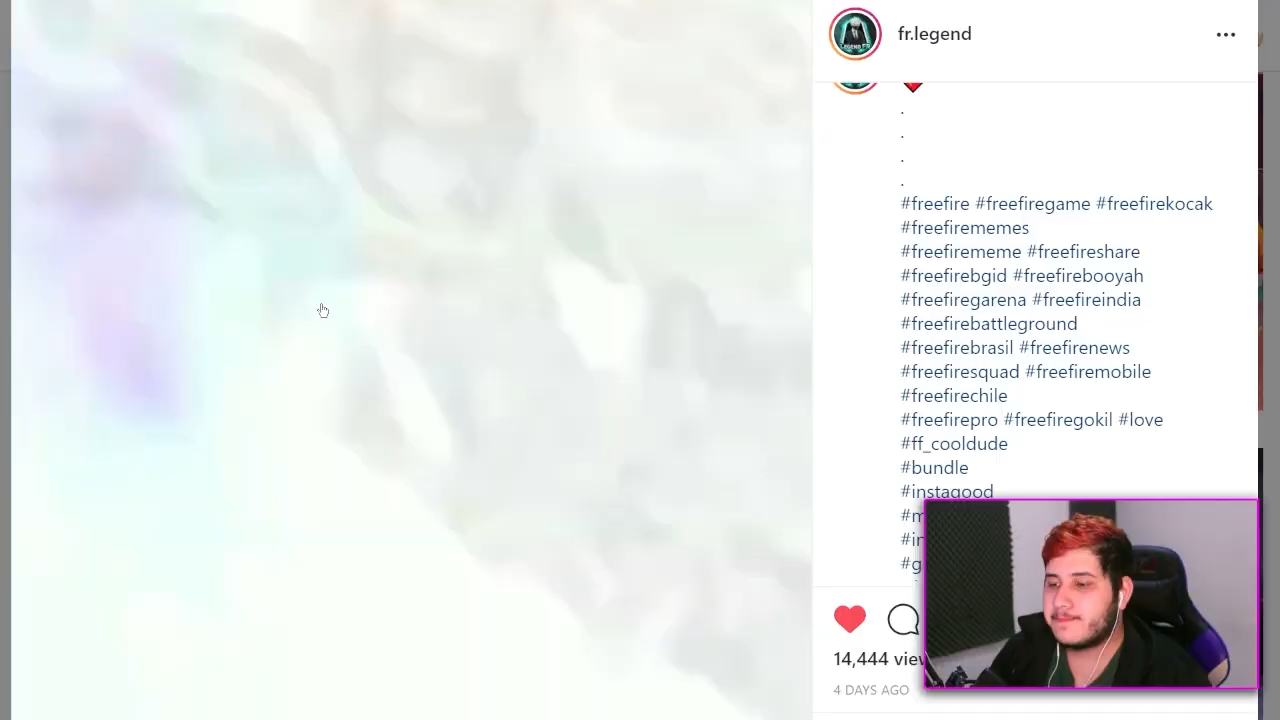 fr.legend
.
.
.
.
#freefire #freefiregame #freefirekocak
#freefirememes
#freefirememe #freefireshare
#freefirebgid #freefirebooyah
#freefiregarena #freefireindia
#freefirebattleground
#freefirebrasil #freefirenews
#freefiresquad #freefiremobile
#freefirechile
#freefirepro #freefiregokil #love
#ff_cooldude
#bundle
#instagood
14,444
4 DAYS AGO